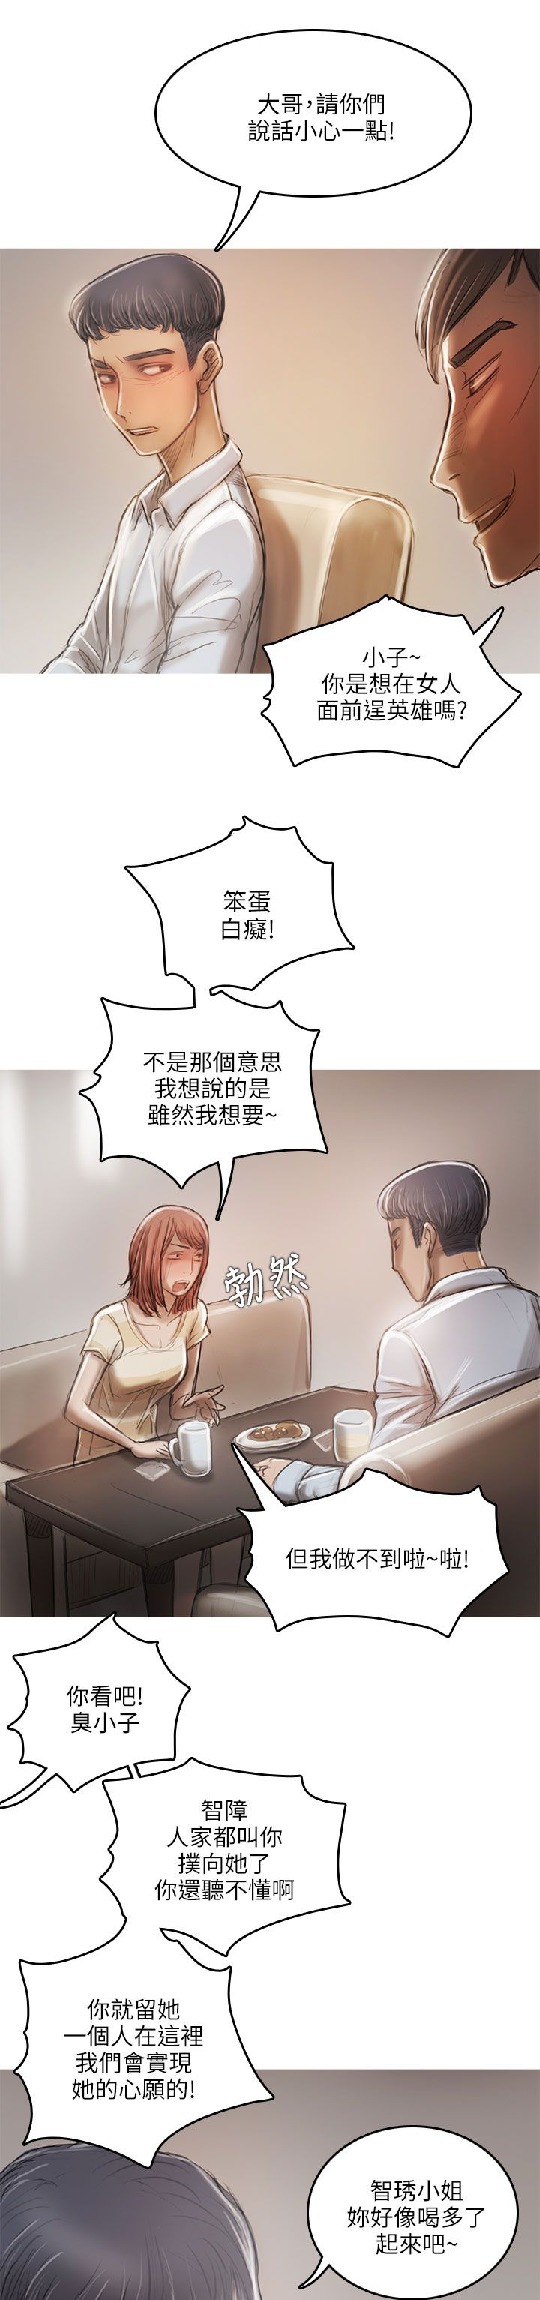 大哥，請你們
說話小心一點!
小子~
你是想在女人
面前逞英雄嗎?
笨蛋
白癡!
不是那個意思
我想說的是
雖然我想要~
勃然
但我做不到啦~啦!
你看吧!
臭小子
智障
人家都叫你
撲向她了
你還聽不懂啊
你就留她
一個人在這裡
我們會實現
她的心願的!
智琇小姐
妳好像喝多了
起來吧~